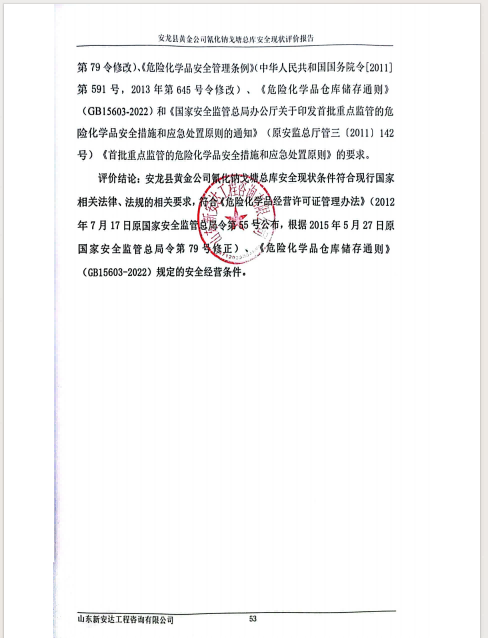 安龙县黄金公司氰化钠戈塘总库安全现状评价报告
第 79 令修改）、《危险化学品安全管理条例》（中华人民共和国国务院令[2011]
第 591 号，2013 年第 645 号令修改）、《危险化学品仓库储存通则》
（GB15603-2022）和《国家安全监管总局办公厅关于印发首批重点监管的危
险化学品安全措施和应急处置原则的通知》（原安监总厅管三〔2011〕142
号）《首批重点监管的危险化学品安全措施和应急处置原则》的要求。
评价结论：安龙县黄金公司氰化钠戈塘总库安全现状条件符合现行国家
相关法律、法规的相关要求，符合《危险化学品经营许可证管理办法》（2012
年 7 月 17 日原国家安全监管总局令第 55 号公布，根据 2015 年 5 月 27 日原
国家安全监管总局令第 79 号修正）、《危险化学品仓库储存通则》
（GB15603-2022）规定的安全经营条件。
山东新安达工程咨询有限公司
山东新安达工程咨询有限公司 53